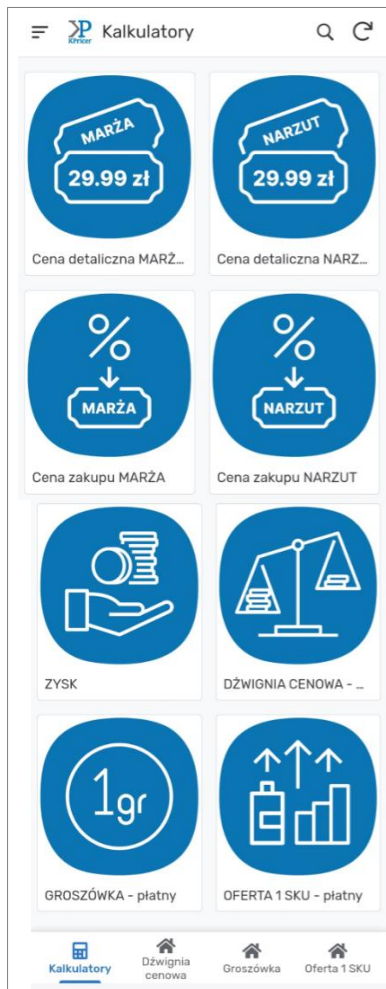 KPricer Kalkulatory
MARŻA
29.99 zł
NARZUT
29.99 zł
Cena detaliczna MARŻ...
Cena detaliczna NARZ...
%
MARŻA
%
NARZUT
Cena zakupu MARŻA
Cena zakupu NARZUT
ZYSK
DŹWIGNIA CENOWA - ...
1gr
GROSZÓWKA - płatny
OFERTA 1 SKU - płatny
Kalkulatory
Dźwignia
cenowa
Groszówka
Oferta 1 SKU